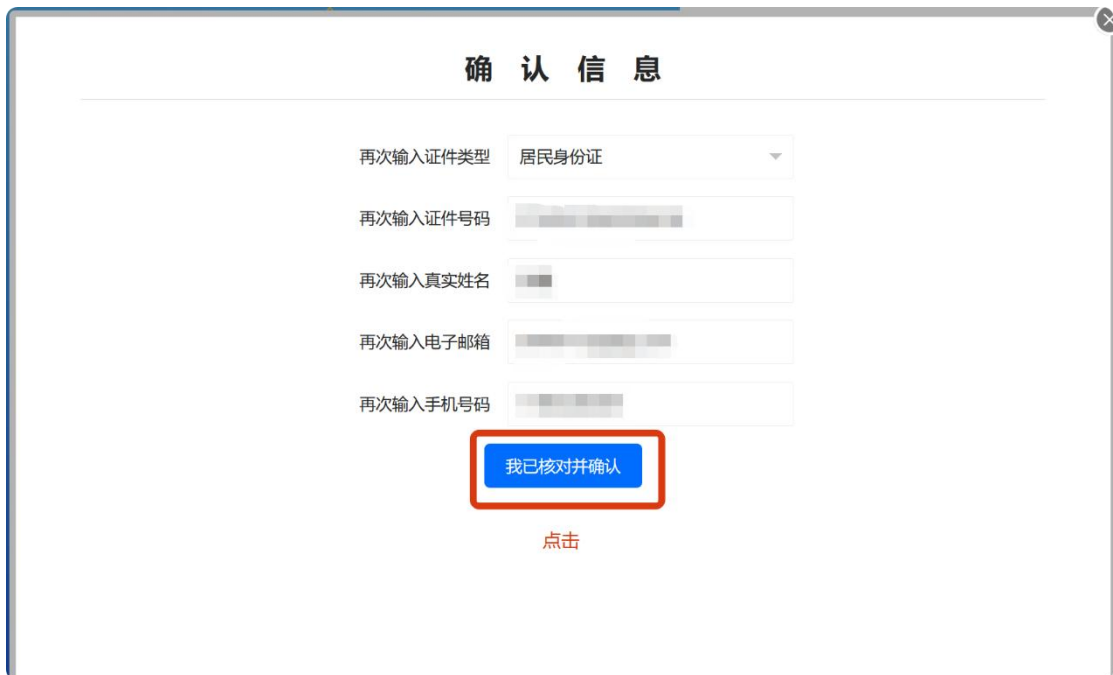 确认信息
再次输入证件类型 居民身份证
再次输入证件号码
再次输入真实姓名
再次输入电子邮箱
再次输入手机号码
我已核对并确认
点击